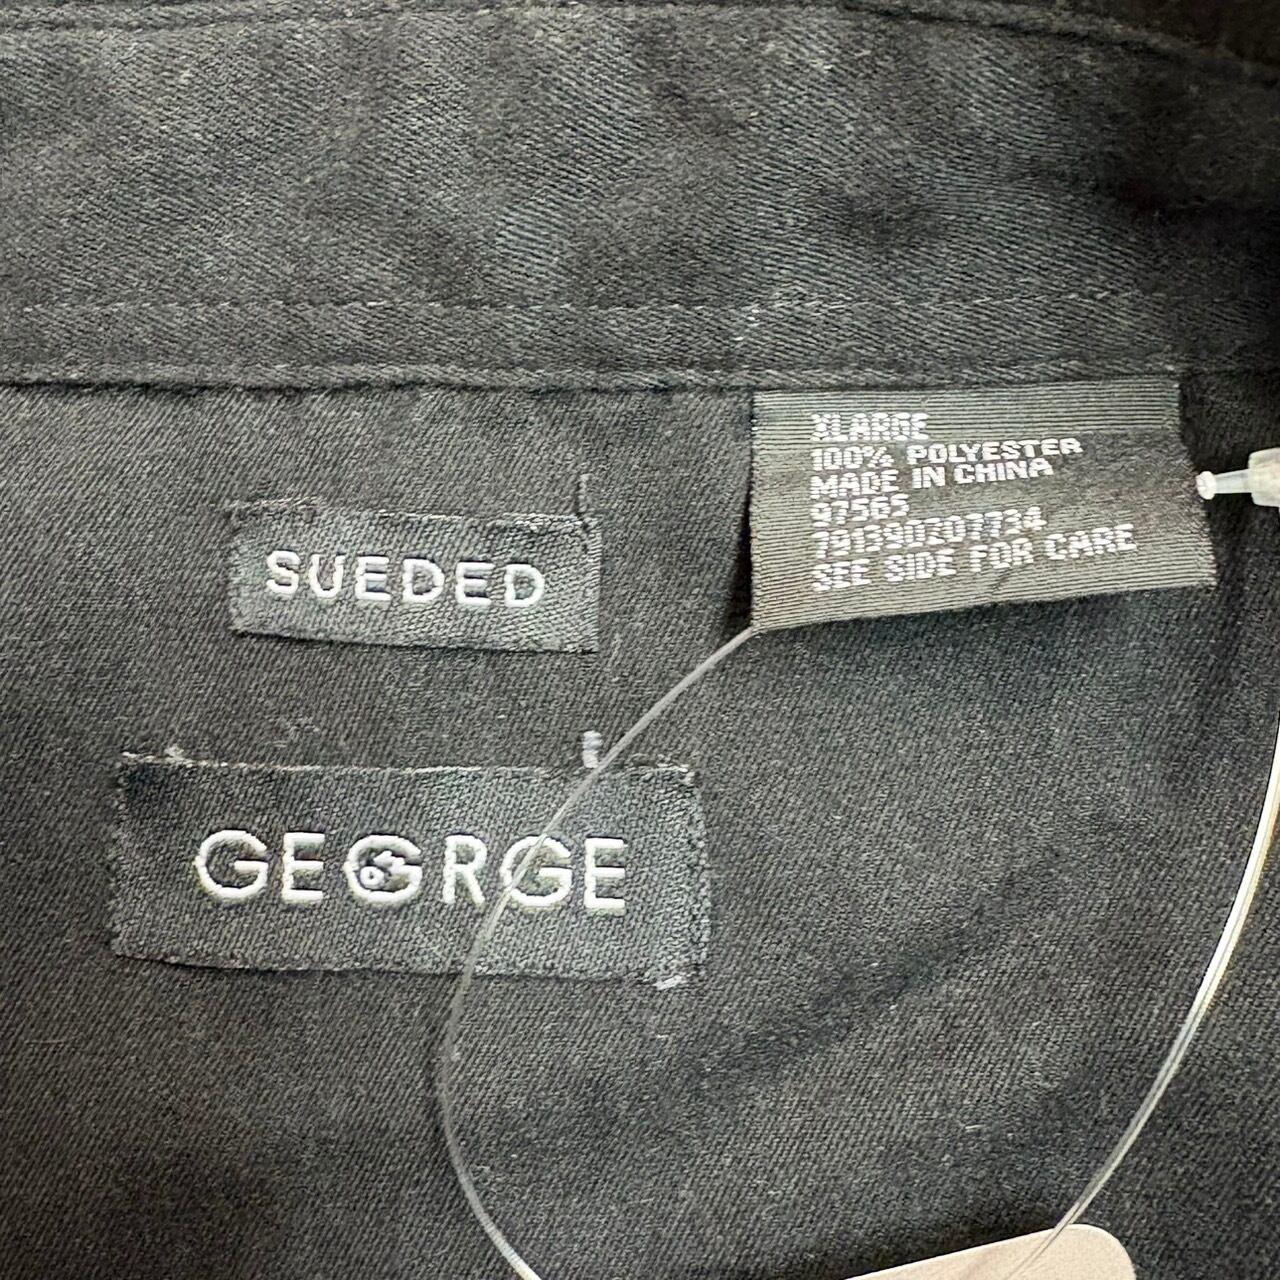 XLARGE
100% POLYESTER
MADE IN CHINA
97565
791390207734
SEE SIDE FOR CARE
SUEDED
GEORGE